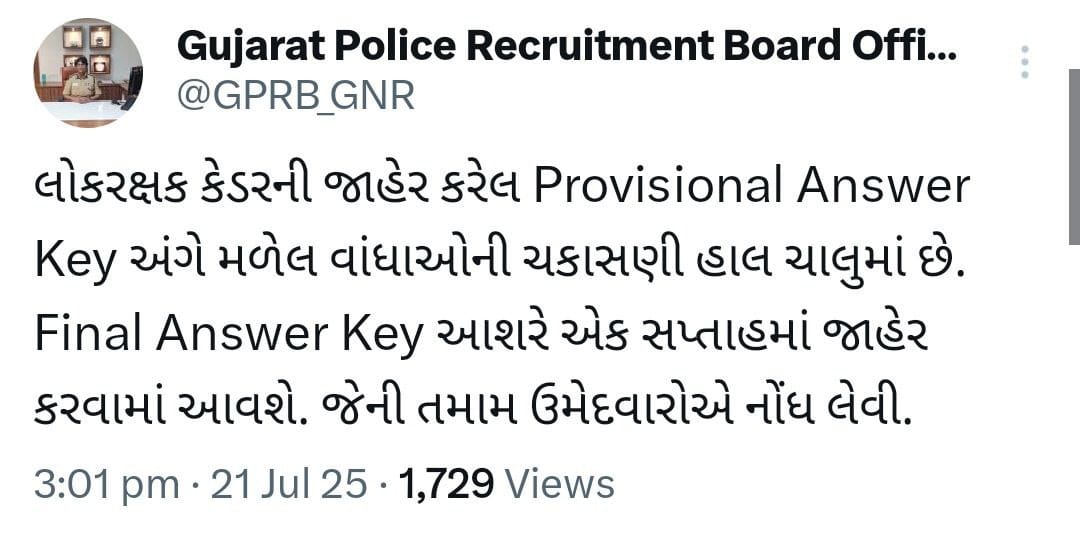 Gujarat Police Recruitment Board Offi...
@GPRB_GNR
લોકરક્ષક કેડરની જાહેર કરેલ Provisional Answer
Key અંગે મળેલ વાંધાઓની ચકાસણી હાલ ચાલુમાં છે.
Final Answer Key આશરે એક સપ્તાહમાં જાહેર
કરવામાં આવશે. જેની તમામ ઉમેદવારોએ નોંધ લેવી.
3:01 pm · 21 Jul 25 · 1,729 Views